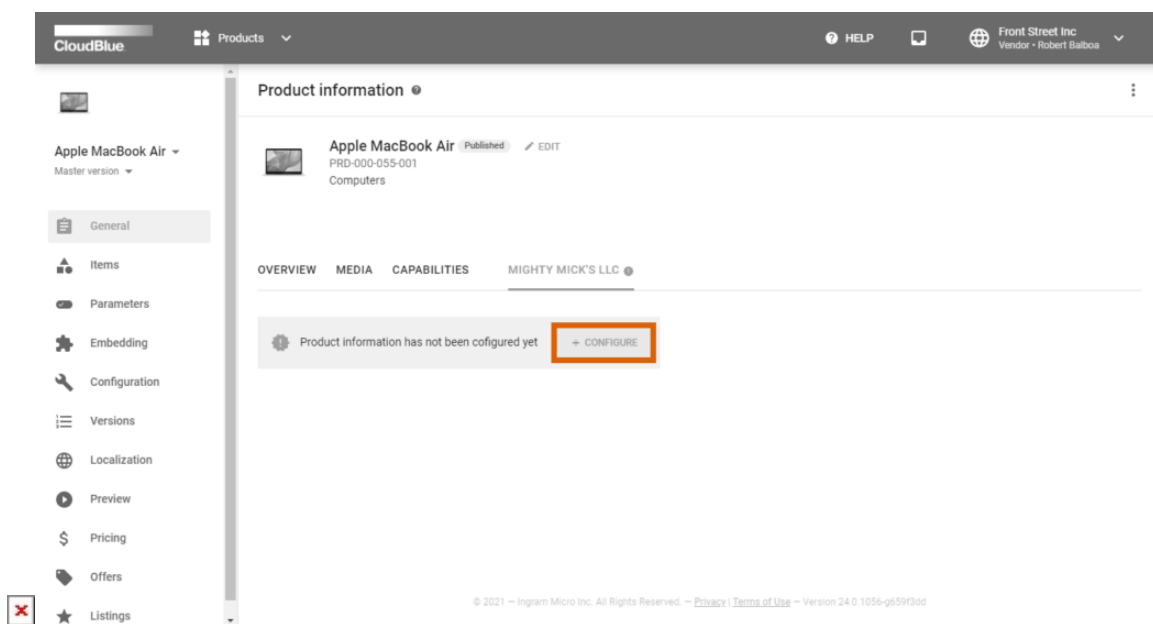 CloudBlue
Products
HELP
Front Street Inc
Vendor • Robert Balboa
Apple MacBook Air
Master version
General
Items
Parameters
Embedding
Configuration
Versions
Localization
Preview
Pricing
Offers
Listings
Product information
Apple MacBook Air Published EDIT
PRD-000-055-001
Computers
OVERVIEW MEDIA CAPABILITIES MIGHTY MICK'S LLC
Product information has not been cofigured yet + CONFIGURE
© 2021 – Ingram Micro Inc. All Rights Reserved. – Privacy | Terms of Use – Version 24.0.1056-g659f3dd